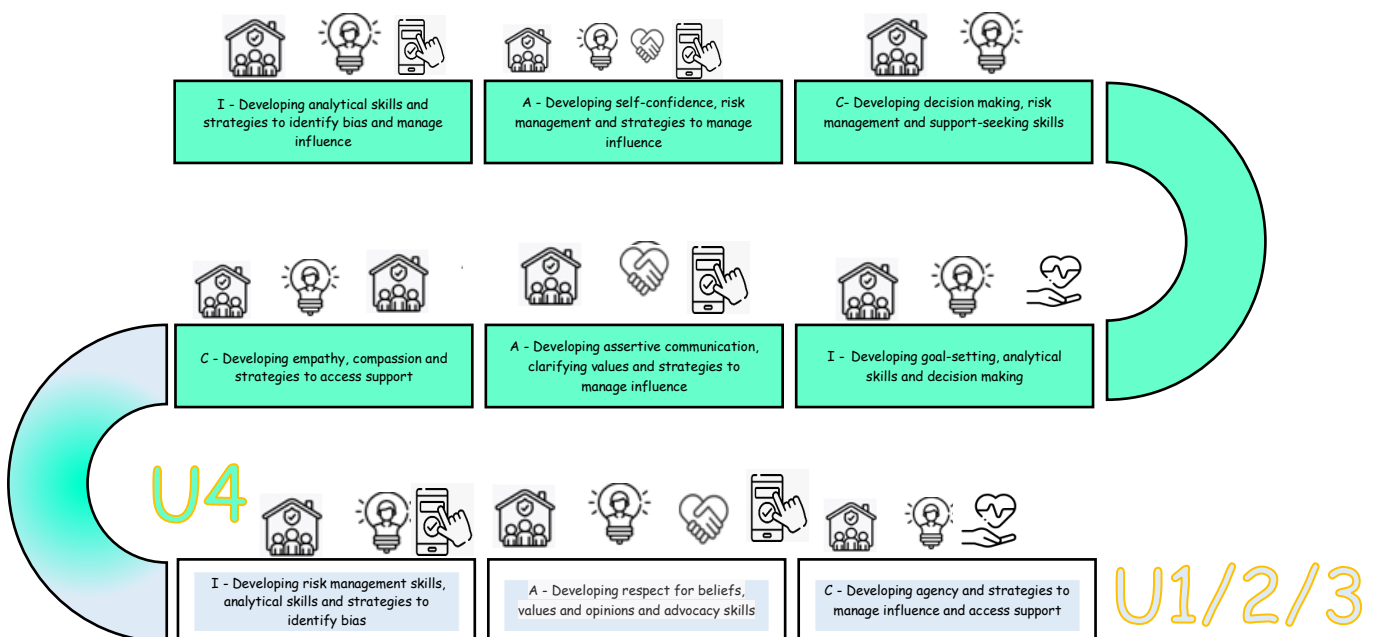 I - Developing analytical skills and
strategies to identify bias and manage
influence
A - Developing self-confidence, risk
management and strategies to manage
influence
C- Developing decision making, risk
management and support-seeking skills
C - Developing empathy, compassion and
strategies to access support
A - Developing assertive communication,
clarifying values and strategies to
manage influence
I - Developing goal-setting, analytical
skills and decision making
U4
I - Developing risk management skills,
analytical skills and strategies to
identify bias
A - Developing respect for beliefs,
values and opinions and advocacy skills
C - Developing agency and strategies to
manage influence and access support
U1/2/3